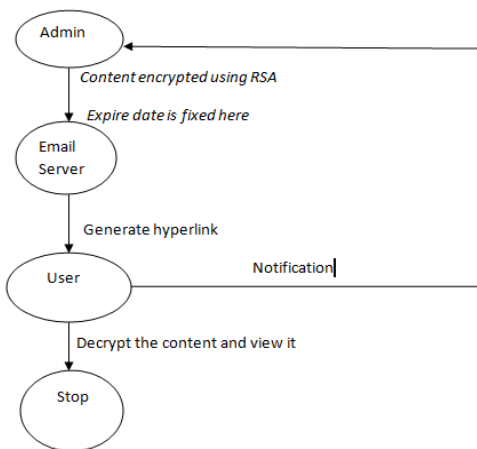 Admin
Content encrypted using RSA
Expire date is fixed here
Email
Server
Generate hyperlink
User
Notification
Decrypt the content and view it
Stop